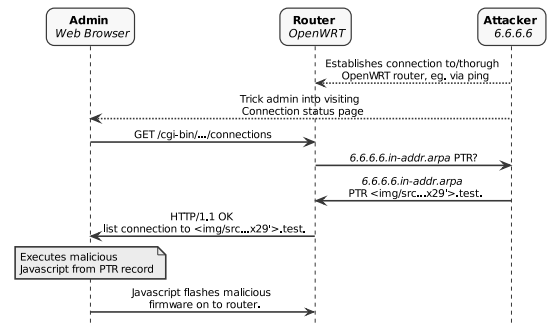 Admin
Web Browser
Router
OpenWRT
Attacker
6.6.6.6
Establishes connection to/thorugh
OpenWRT router, eg. via ping
Trick admin into visiting
Connection status page
GET /cgi-bin/.../connections
6.6.6.6.in-addr.arpa PTR?
6.6.6.6.in-addr.arpa
PTR <img/src...x29'>.test.
HTTP/1.1 OK
list connection to <img/src...x29'>.test.
Executes malicious
Javascript from PTR record
Javascript flashes malicious
firmware on to router.